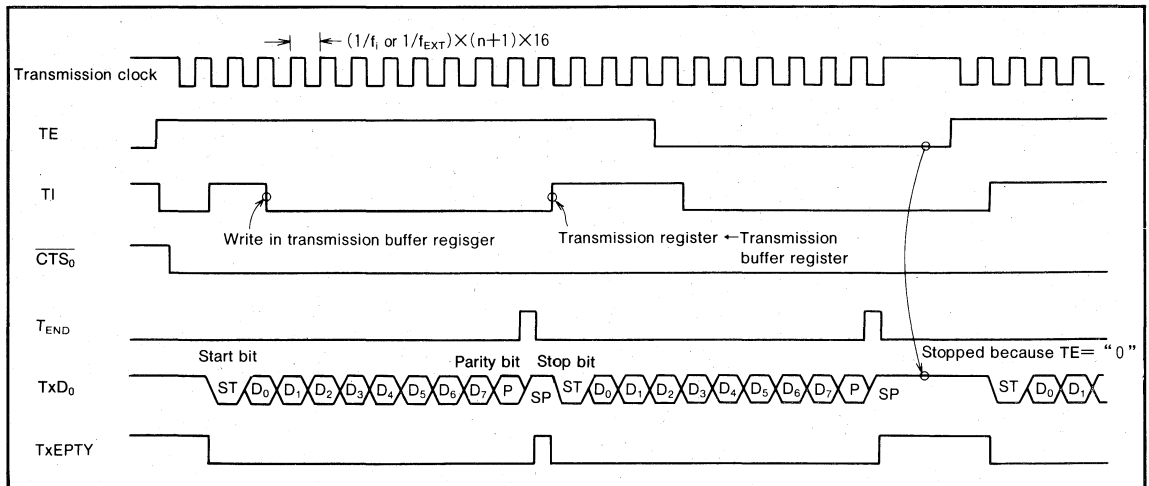 (1/fi or 1/fEXT)×(n+1)×16
Transmission clock
TE
TI
Write in transmission buffer regisger
Transmission register ←Transmission
buffer register
CTS0
TEND
Start bit
Parity bit
Stop bit
Stopped because TE= “0”
TxD0
ST D0 D1 D2 D3 D4 D5 D6 D7 P SP ST D0 D1 D2 D3 D4 D5 D6 D7 P SP ST D0 D1
TxEPTY